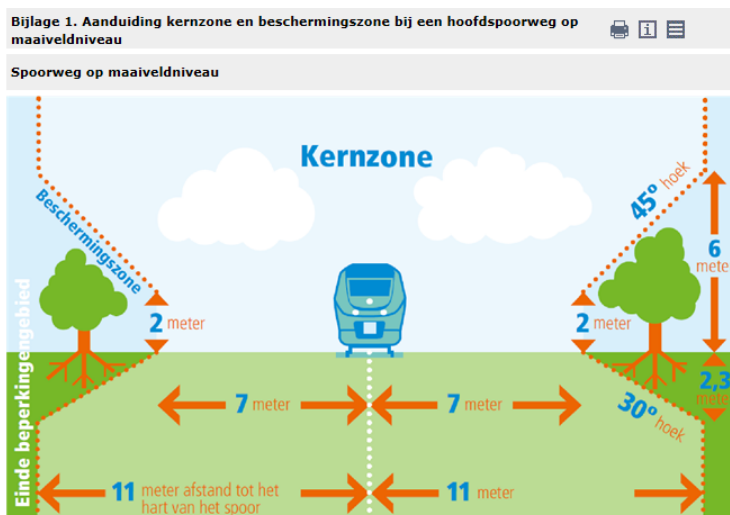 Bijlage 1. Aanduiding kernzone en beschermingszone bij een hoofdspoorweg op
maaiveldniveau
Spoorweg op maaiveldniveau
Kernzone
Beschermingszone
45° hoek
6
meter
2 meter
2 meter
2,3
meter
7 meter
7 meter
30° hoek
Einde beperkingengebied
11 meter afstand tot het
hart van het spoor
11 meter